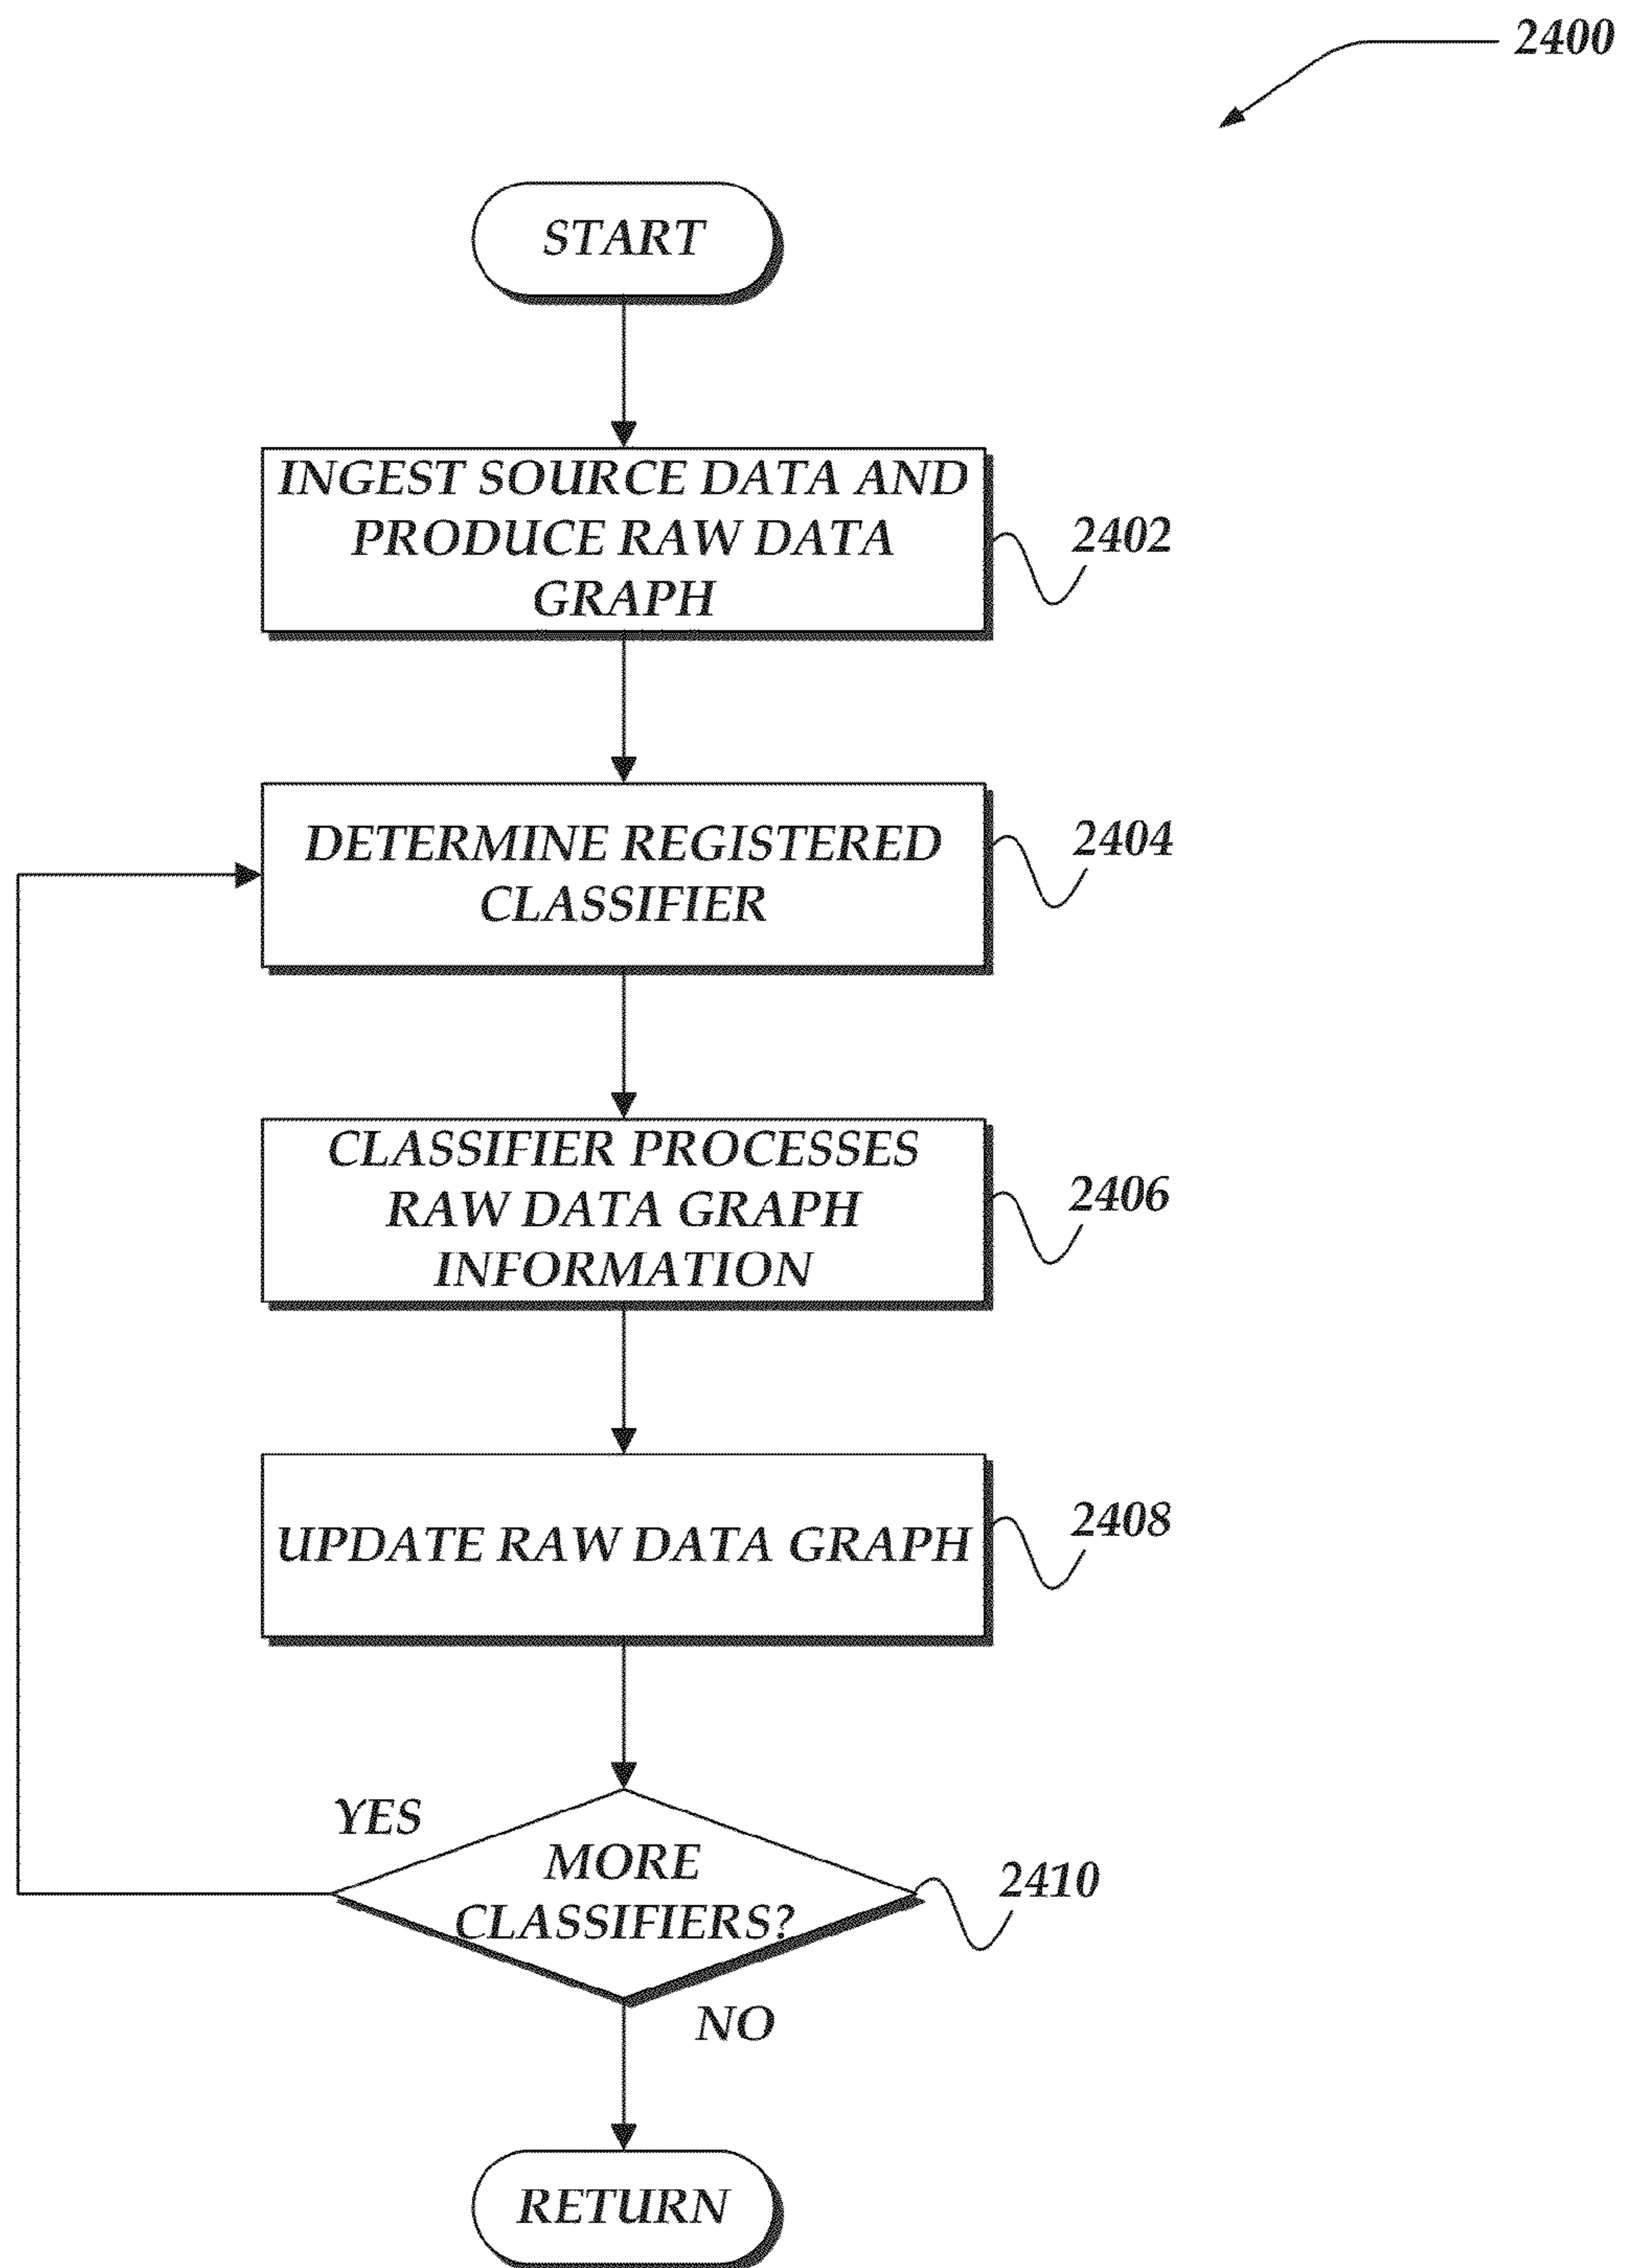 2400
START
INGEST SOURCE DATA AND
PRODUCE RAW DATA
GRAPH
2402
DETERMINE REGISTERED
CLASSIFIER
2404
CLASSIFIER PROCESSES
RAW DATA GRAPH
INFORMATION
2406
UPDATE RAW DATA GRAPH
2408
YES
MORE
CLASSIFIERS?
2410
NO
RETURN